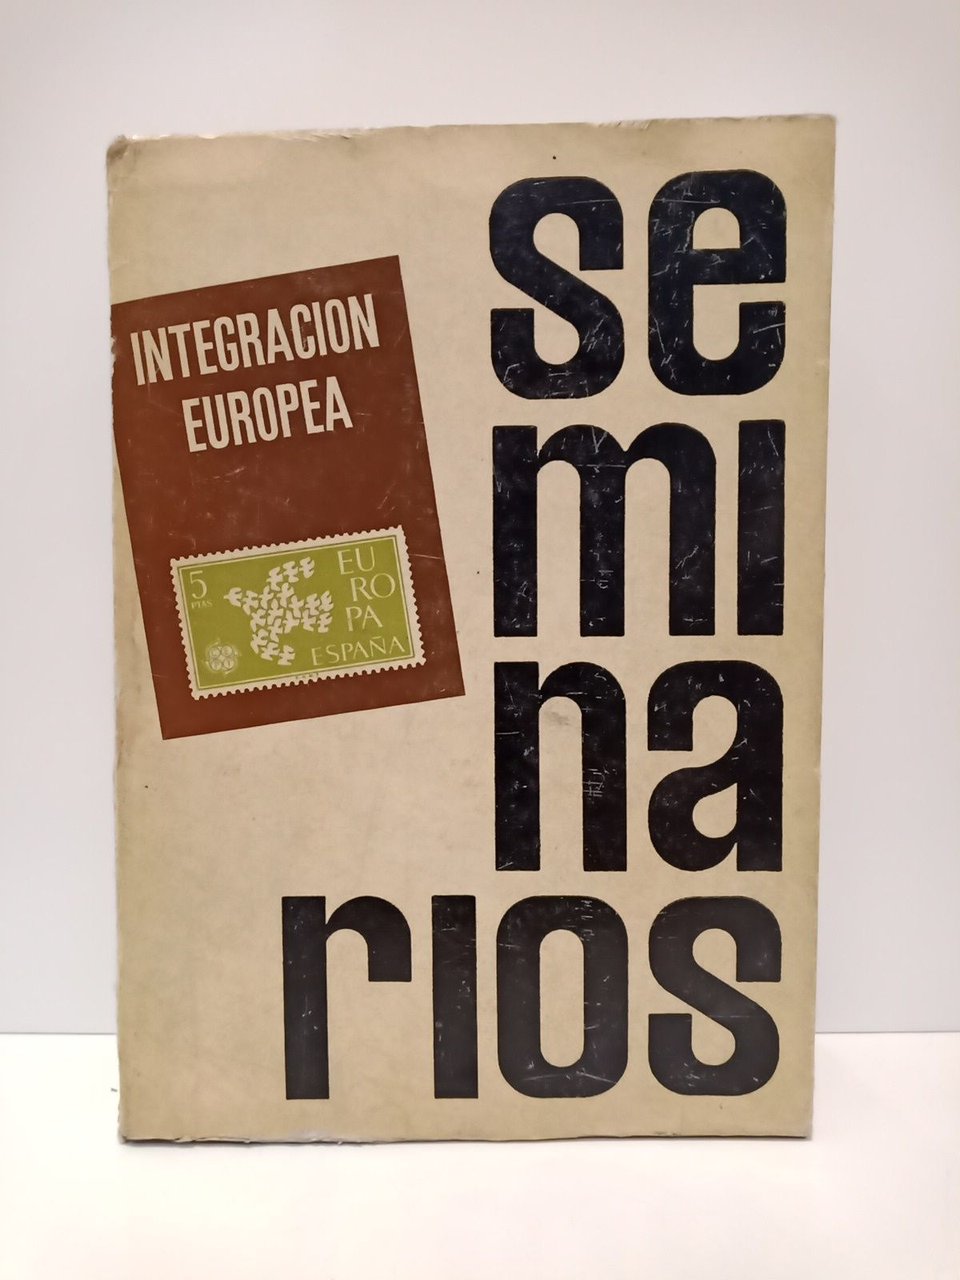 INTEGRACION
EUROPEA
5
PTAS
EU
RO
PA
ESPAÑA
se
mi
na
rios